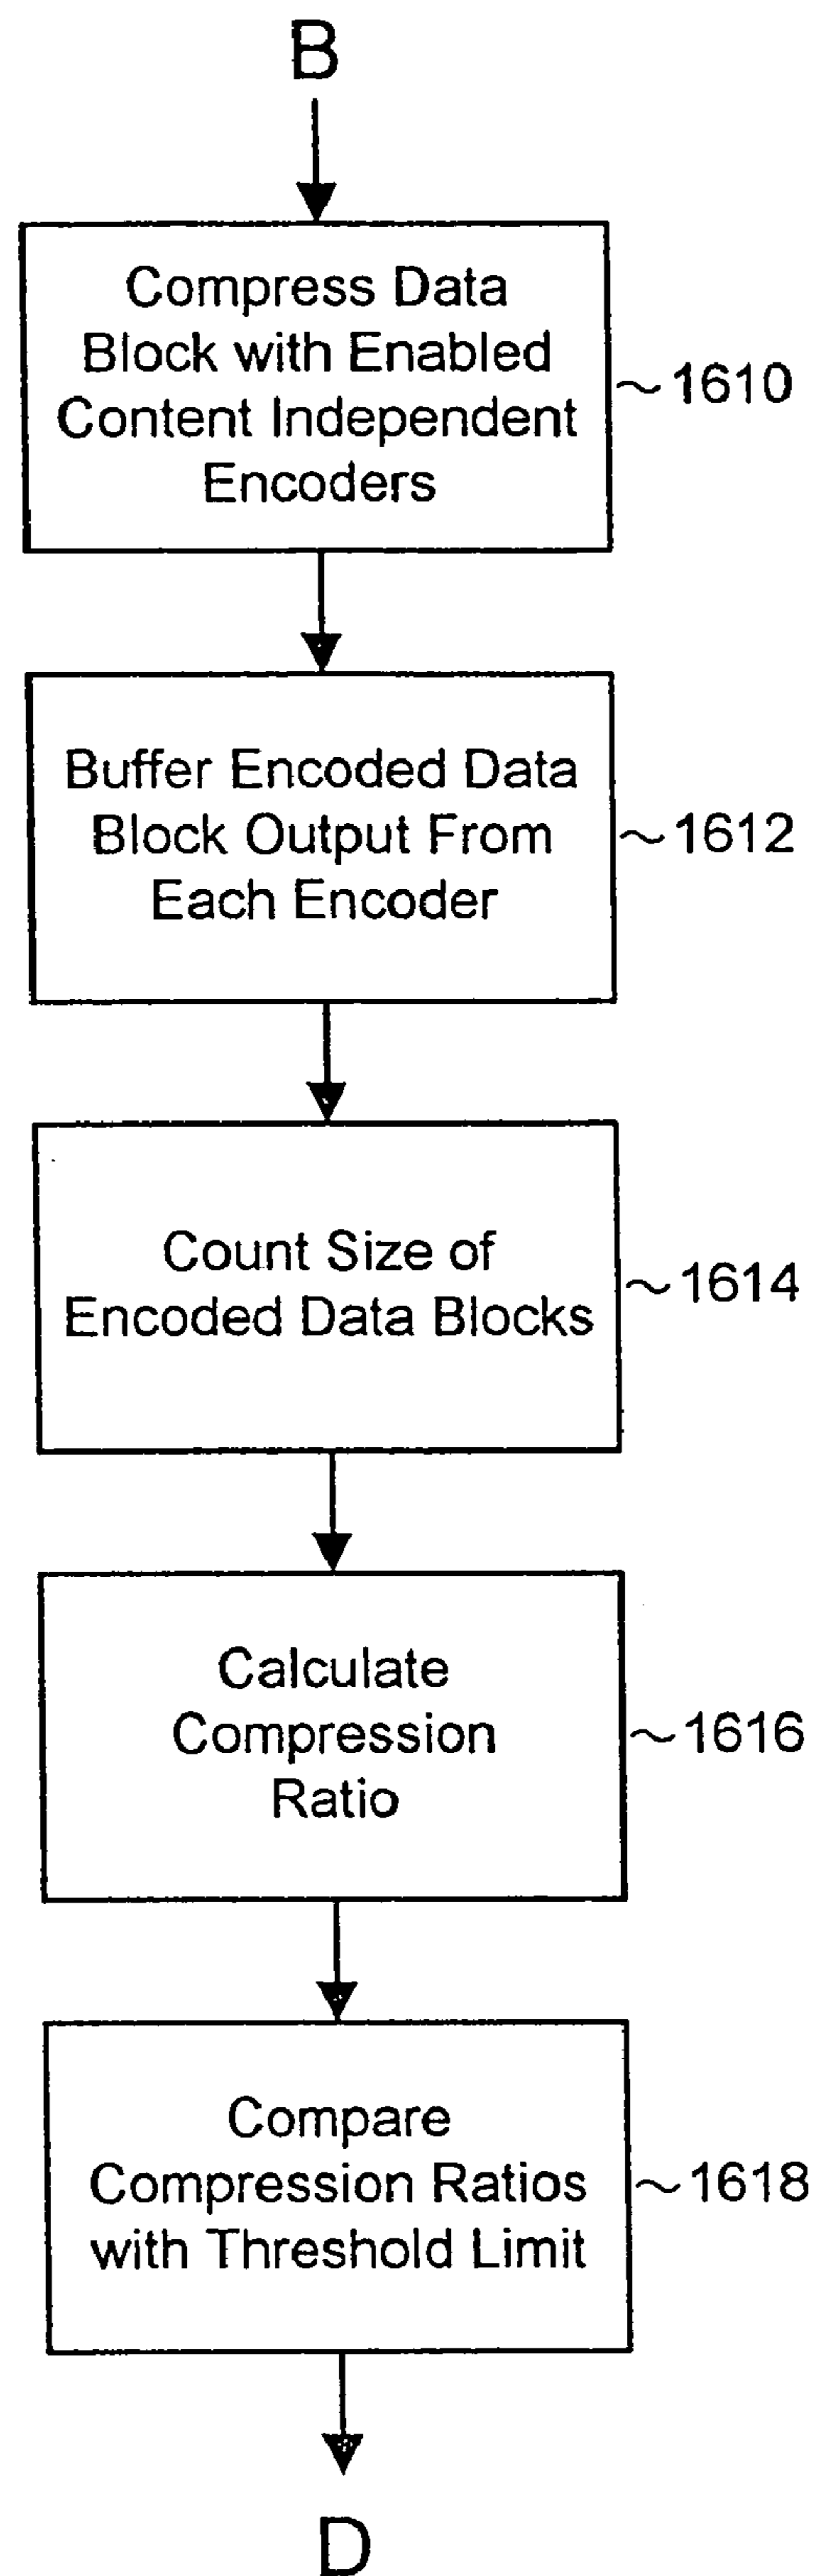 B
Compress Data
Block with Enabled
Content Independent
Encoders
~1610
Buffer Encoded Data
Block Output From
Each Encoder
~1612
Count Size of
Encoded Data Blocks
~1614
Calculate
Compression
Ratio
~1616
Compare
Compression Ratios
with Threshold Limit
~1618
D